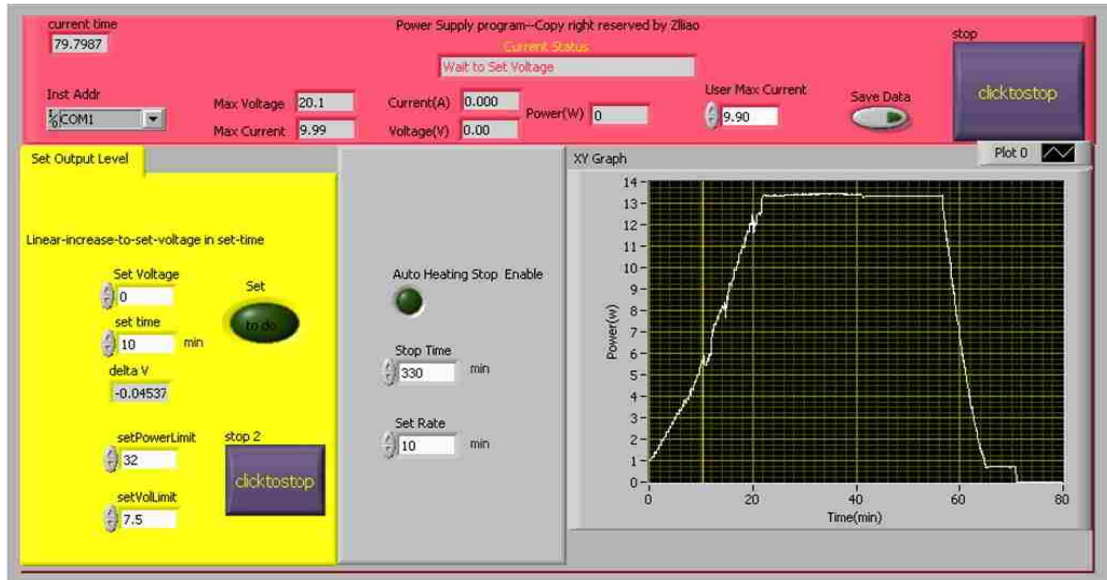 current time
79.7987
Power Supply program--Copy right reserved by Zlliao
Current Status
Wait to Set Voltage
stop
clicktostop
Inst Addr
COM1
Max Voltage 20.1
Max Current 9.99
Current(A) 0.000
Voltage(V) 0.00
Power(W) 0
User Max Current
9.90
Save Data
Set Output Level
Linear-increase-to-set-voltage in set-time
Set Voltage
0
Set
to do
set time
10 min
delta V
-0.04537
setPowerLimit
32
stop 2
clicktostop
setVolLimit
7.5
Auto Heating Stop Enable
Stop Time
330 min
Set Rate
10 min
XY Graph
Plot 0
14
13
12
11
10
9
8
7
6
5
4
3
2
1
0
Power(w)
0 20 40 60 80
Time(min)